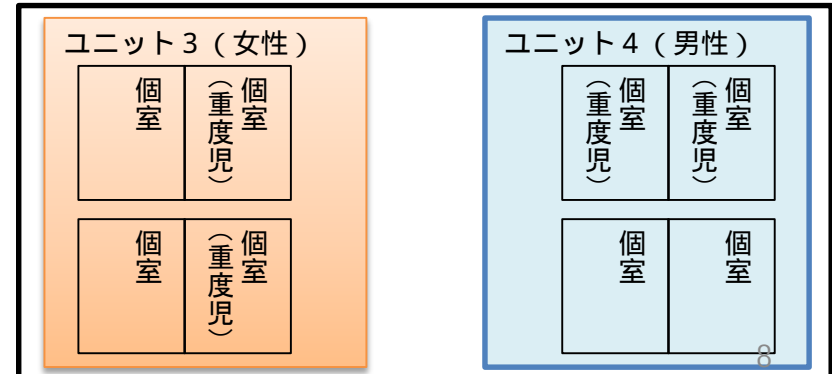 ユニット３（女性）
個室
個室
（重度児）
個室
個室
（重度児）
ユニット４（男性）
個室
（重度児）
個室
（重度児）
個室
個室
8